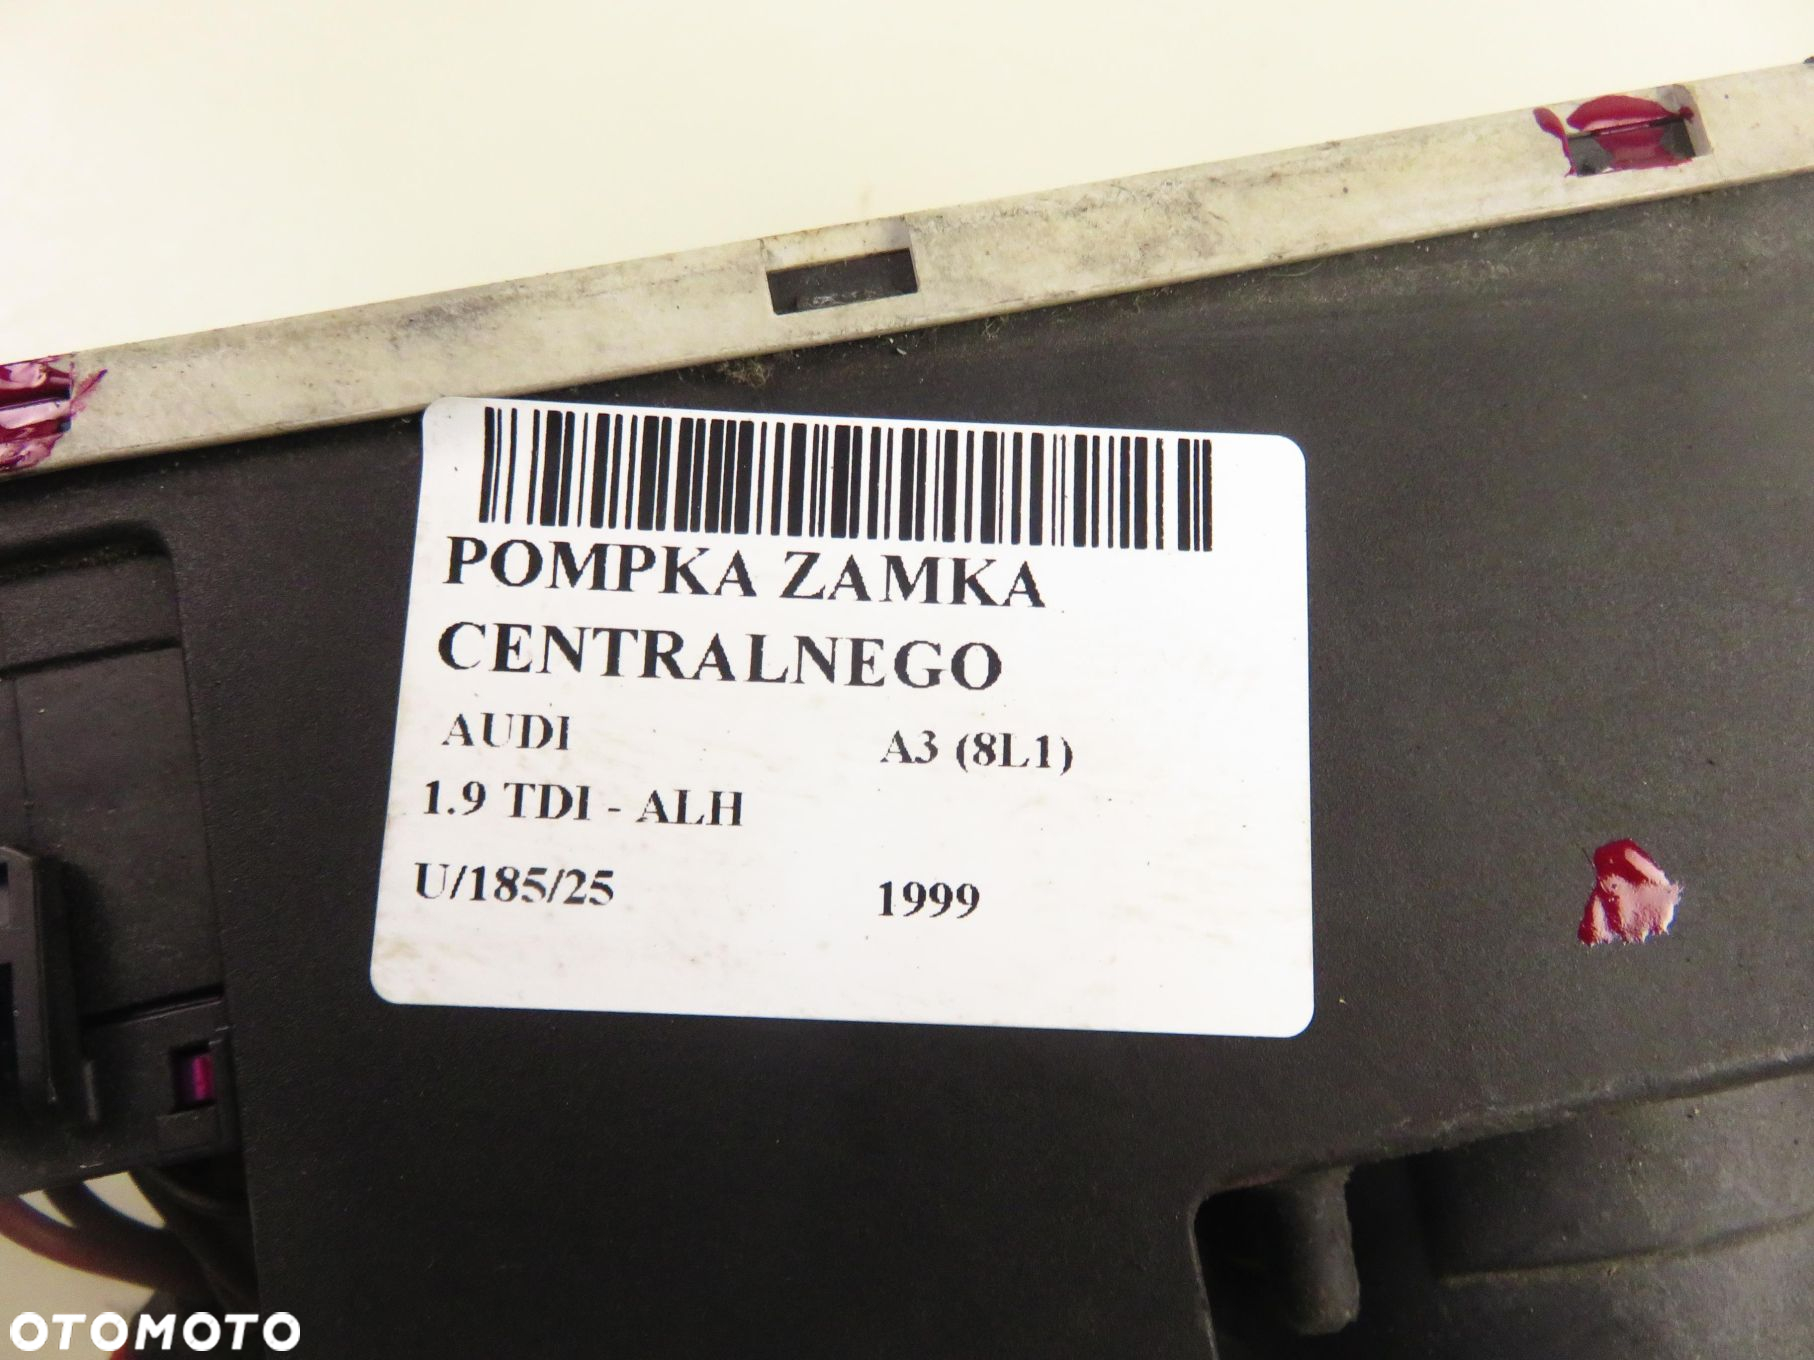 POMPKA ZAMKA
CENTRALNEGO
AUDI A3 (8L1)
1.9 TDI - ALH
U/185/25 1999
OTOMOTO